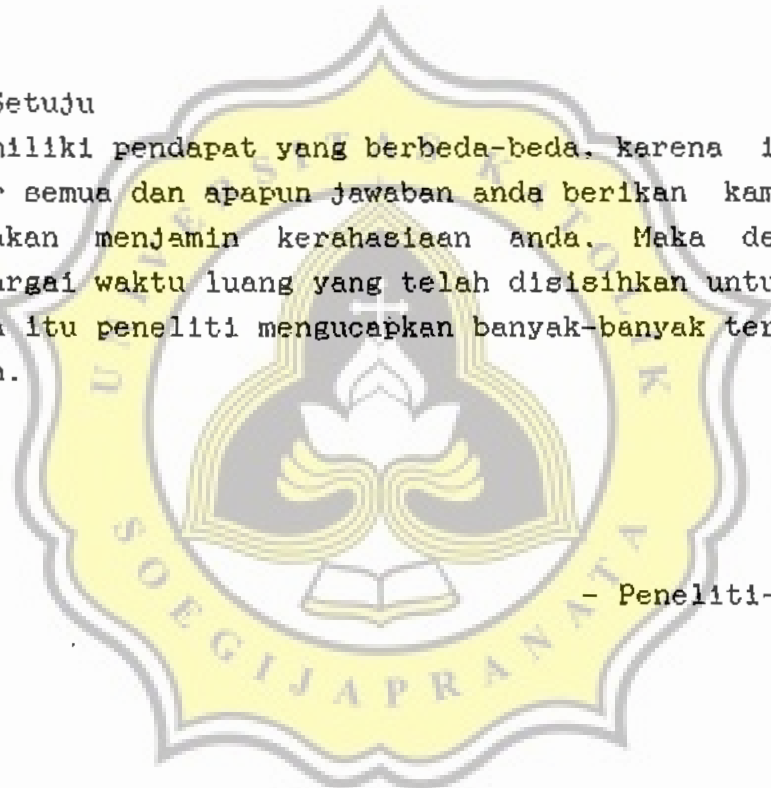 Setuju
miliki pendapat yang berbeda-beda, karena i
r semua dan apapun jawaban anda berikan kam
akan menjamin kerahasiaan anda. Maka de
argai waktu luang yang telah disisihkan untu
n itu peneliti mengucapkan banyak-banyak ter
n.
- Peneliti-
UNIVERSITAS KATOLIK
SOEGIJAPRANATA